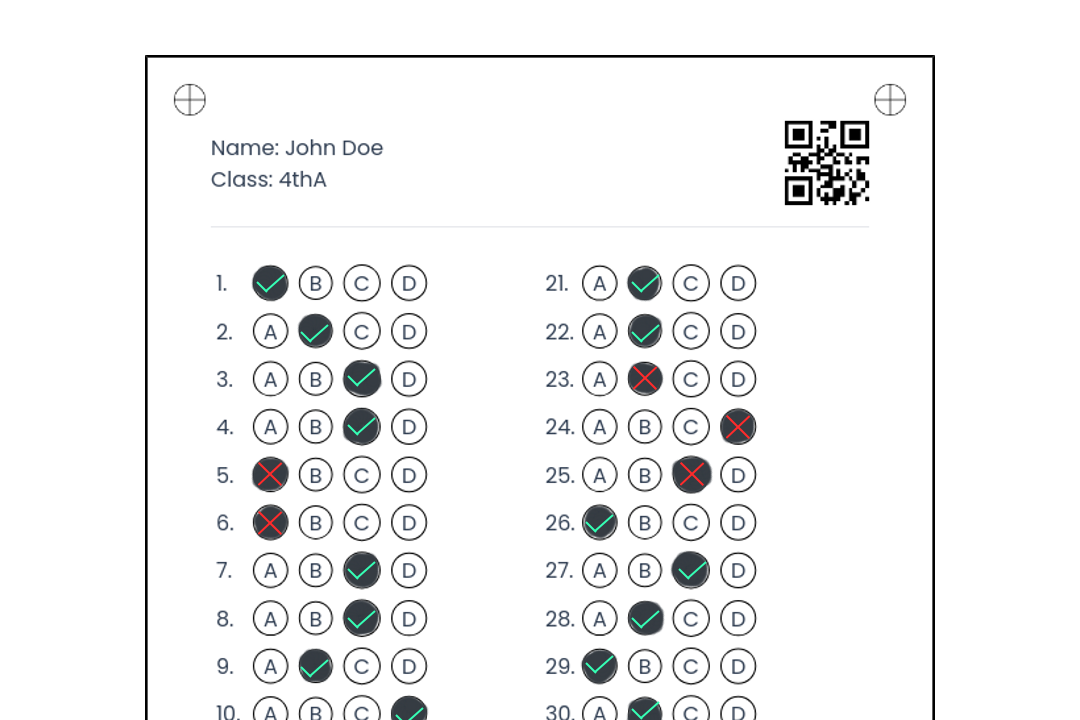 Name: John Doe
Class: 4thA
1. B C D
2. A C D
3. A B D
4. A B D
5. B C D
6. B C D
7. A B D
8. A B D
9. A C D
10. A B C
21. A C D
22. A C D
23. A C D
24. A B C
25. A B D
26. B C D
27. A B D
28. A C D
29. B C D
30. A C D